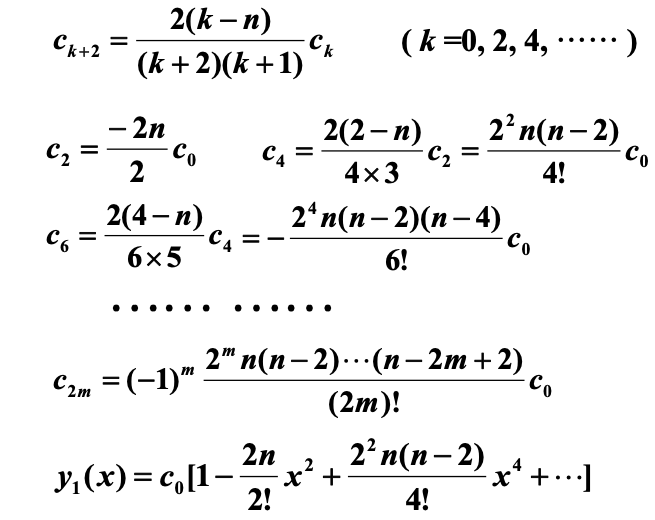 c_{k+2} = \frac{2(k-n)}{(k+2)(k+1)} c_k ( k =0, 2, 4, ⋯⋯ )
c_2 = \frac{-2n}{2} c_0 c_4 = \frac{2(2-n)}{4×3} c_2 = \frac{2^2 n(n-2)}{4!} c_0
c_6 = \frac{2(4-n)}{6×5} c_4 = -\frac{2^4 n(n-2)(n-4)}{6!} c_0
⋯⋯ ⋯⋯
c_{2m} = (-1)^m \frac{2^m n(n-2)⋯(n-2m+2)}{(2m)!} c_0
y_1(x) = c_0[1-\frac{2n}{2!} x^2 + \frac{2^2 n(n-2)}{4!} x^4 +⋯]